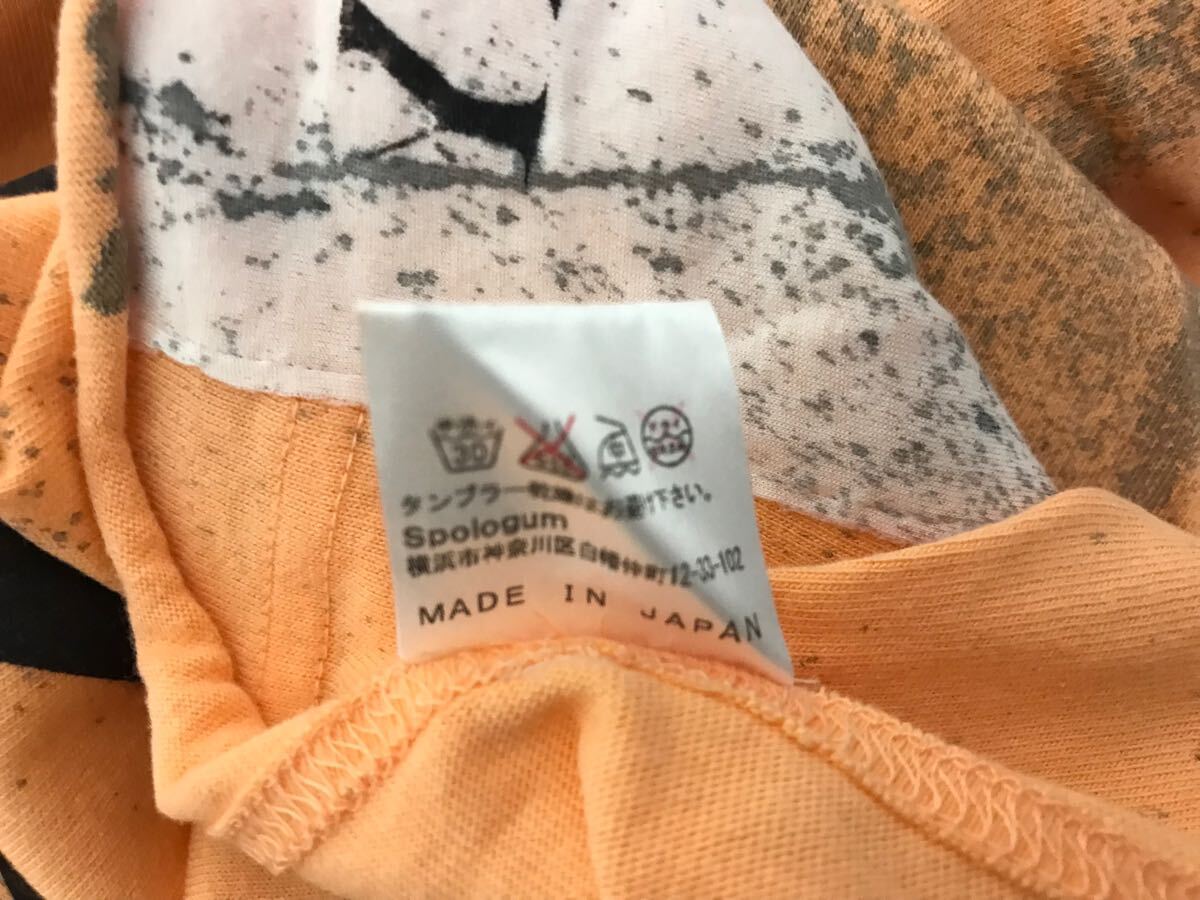 30
タンブラー乾燥はお避け下さい。
Spologum
横浜市神奈川区白幡仲町12-33-102
MADE IN JAPAN